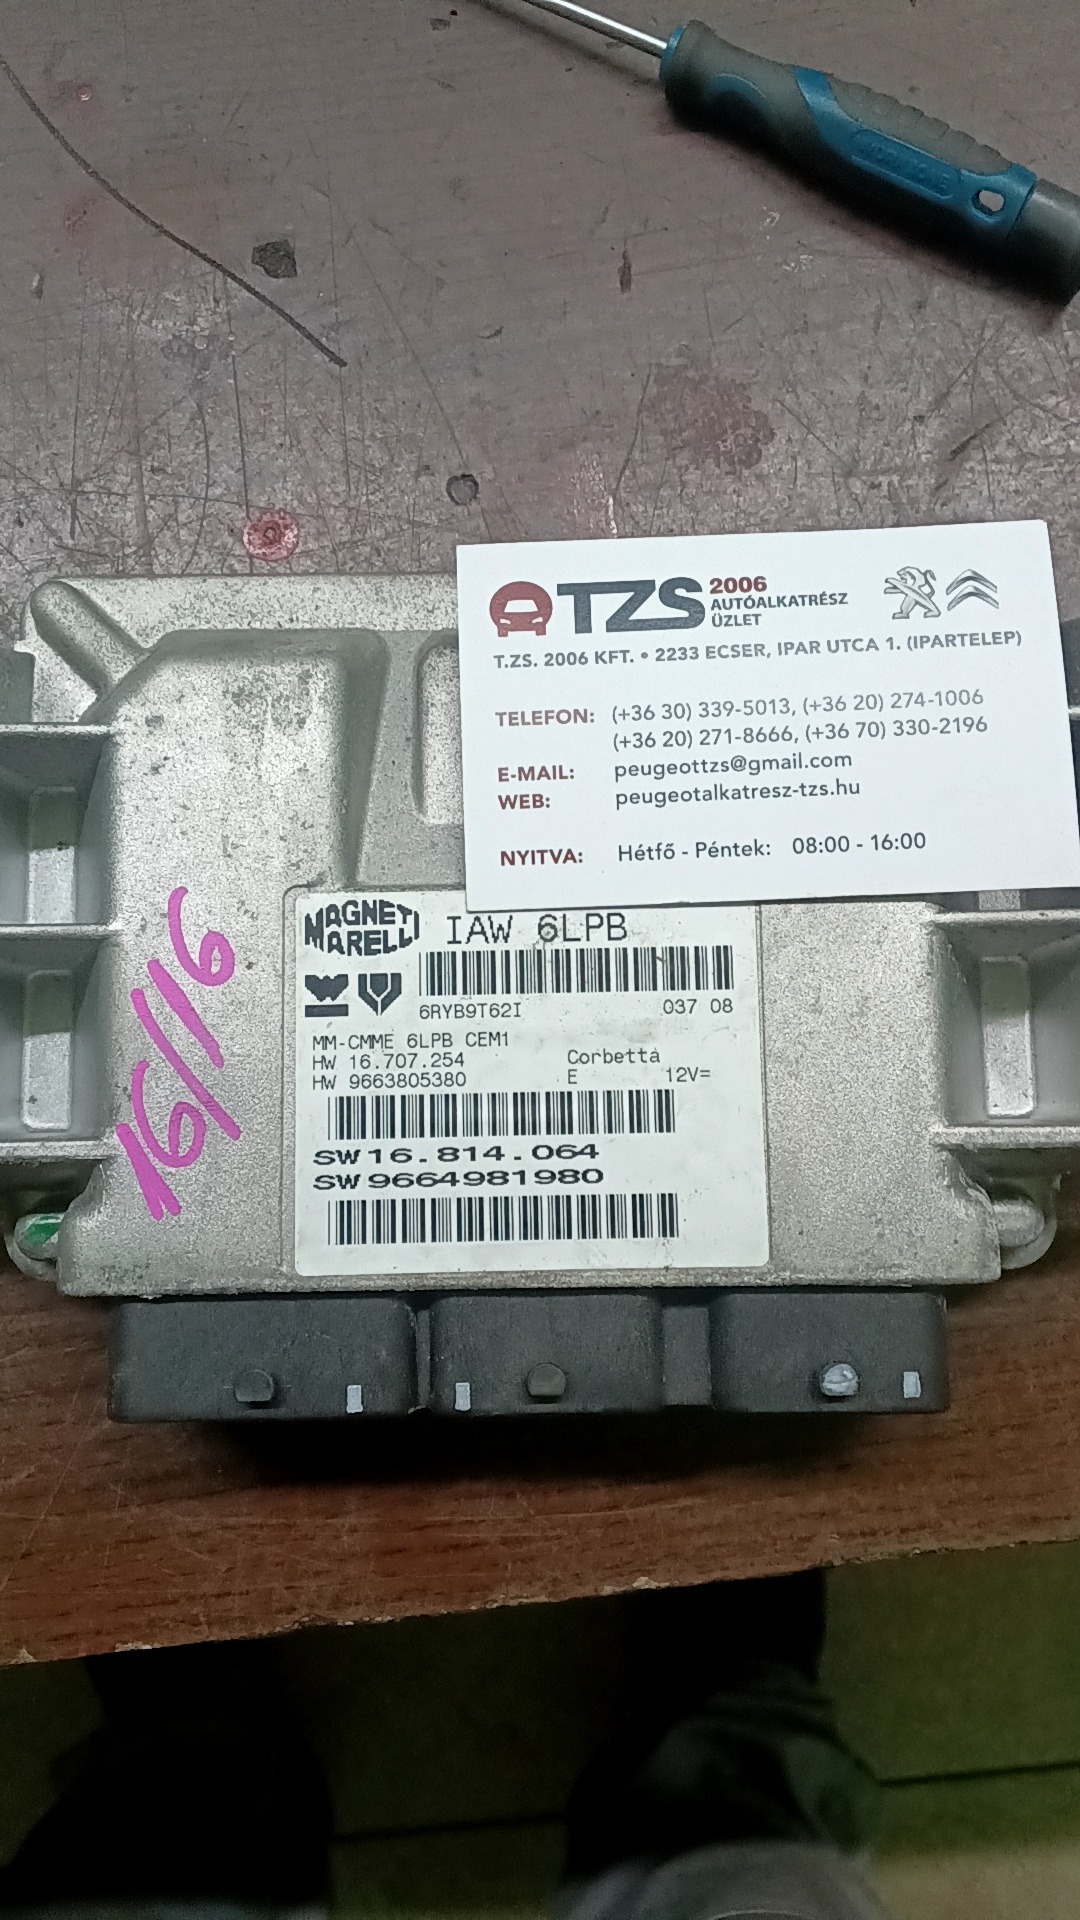 TZS 2006
AUTÓALKATRÉSZ
ÜZLET
T.ZS. 2006 KFT. • 2233 ECSER, IPAR UTCA 1. (IPARTELEP)
TELEFON: (+36 30) 339-5013, (+36 20) 274-1006
(+36 20) 271-8666, (+36 70) 330-2196
E-MAIL: peugeottzs@gmail.com
WEB: peugeotalkatresz-tzs.hu
NYITVA: Hétfő - Péntek: 08:00 - 16:00
16/116
MAGNETI
MARELLI
IAW 6LPB
6RYB9T62I 037 08
MM-CMME 6LPB CEM1
HW 16.707.254 Corbetta
HW 9663805380 E 12V=
SW 16.814.064
SW 9664981980